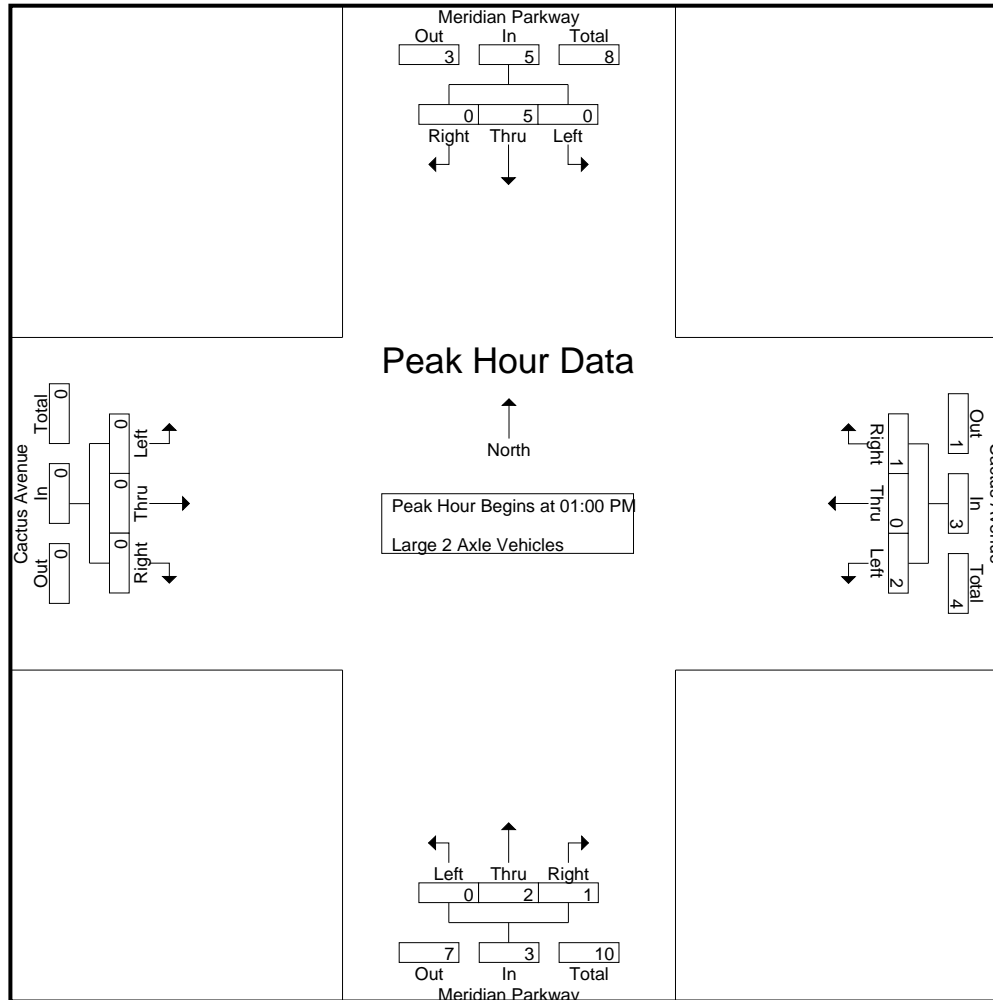 Meridian Parkway
Out In Total
3 5 8
0 5 0
Right Thru Left
Peak Hour Data
North
Peak Hour Begins at 01:00 PM
Large 2 Axle Vehicles
Cactus Avenue
Total In Out
0 0 0
0 0 0
Left Thru Right
Right Thru Left
1 0 2
1 3 4
Out In Total
Left Thru Right
0 2 1
7 3 10
Out In Total
Meridian Parkway